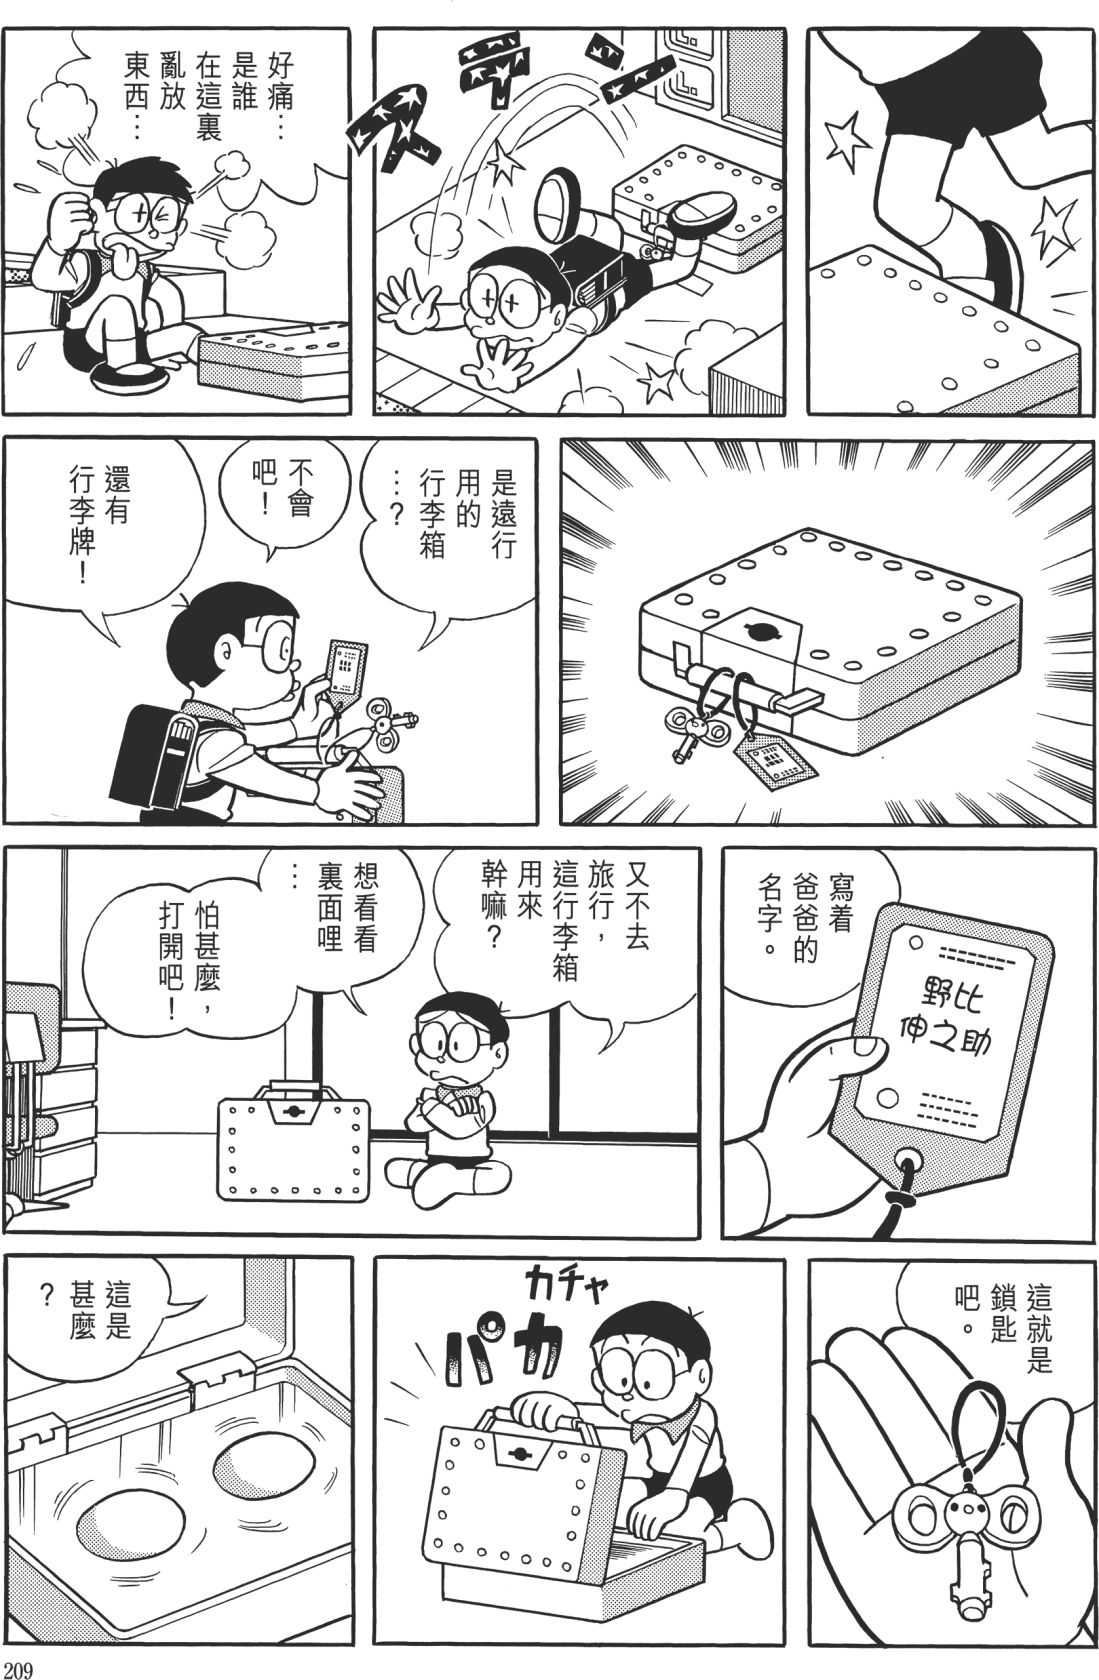 ズデーン
好痛…
是誰
在這裏
亂放
東西…
是遠行
用的
行李箱
…?
不會
吧!
還有
行李牌!
寫着
爸爸的
名字。
野比
伸之助
又不去
旅行,
這行李箱
用來
幹嘛?
想看看
裏面哩
…
怕甚麼,
打開吧!
這就是
鎖匙
吧。
カチャ
パカ
這是
甚麼
?
209